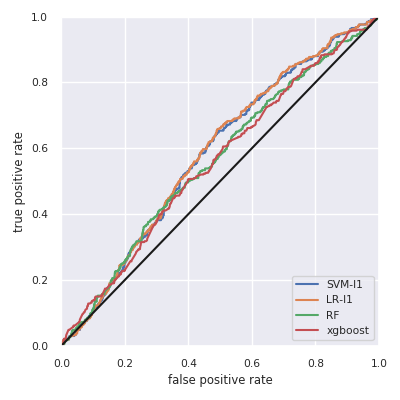 1.0
0.8
0.6
0.4
0.2
0.0
true positive rate
0.0 0.2 0.4 0.6 0.8 1.0
false positive rate
SVM-l1
LR-l1
RF
xgboost